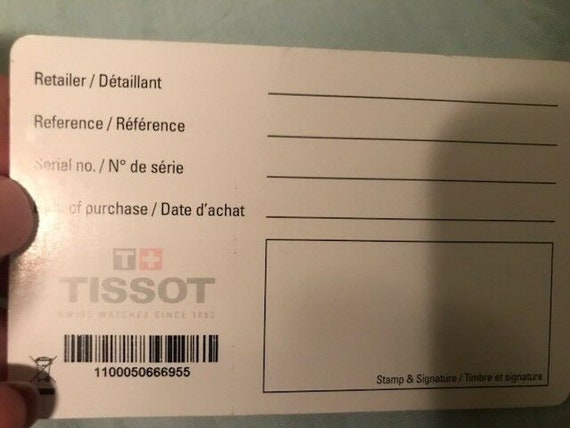 Retailer / Détaillant
Reference / Référence
Serial no. / N° de série
of purchase / Date d'achat
T+
TISSOT
SWISS WATCHES SINCE 1853
1100050666955
Stamp & Signature / Timbre et signature